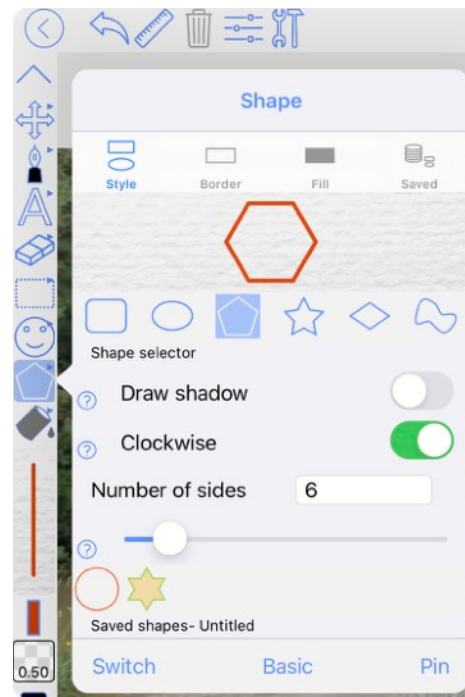 Shape
Style Border Fill Saved
Shape selector
Draw shadow
Clockwise
Number of sides 6
Saved shapes- Untitled
0.50 Switch Basic Pin